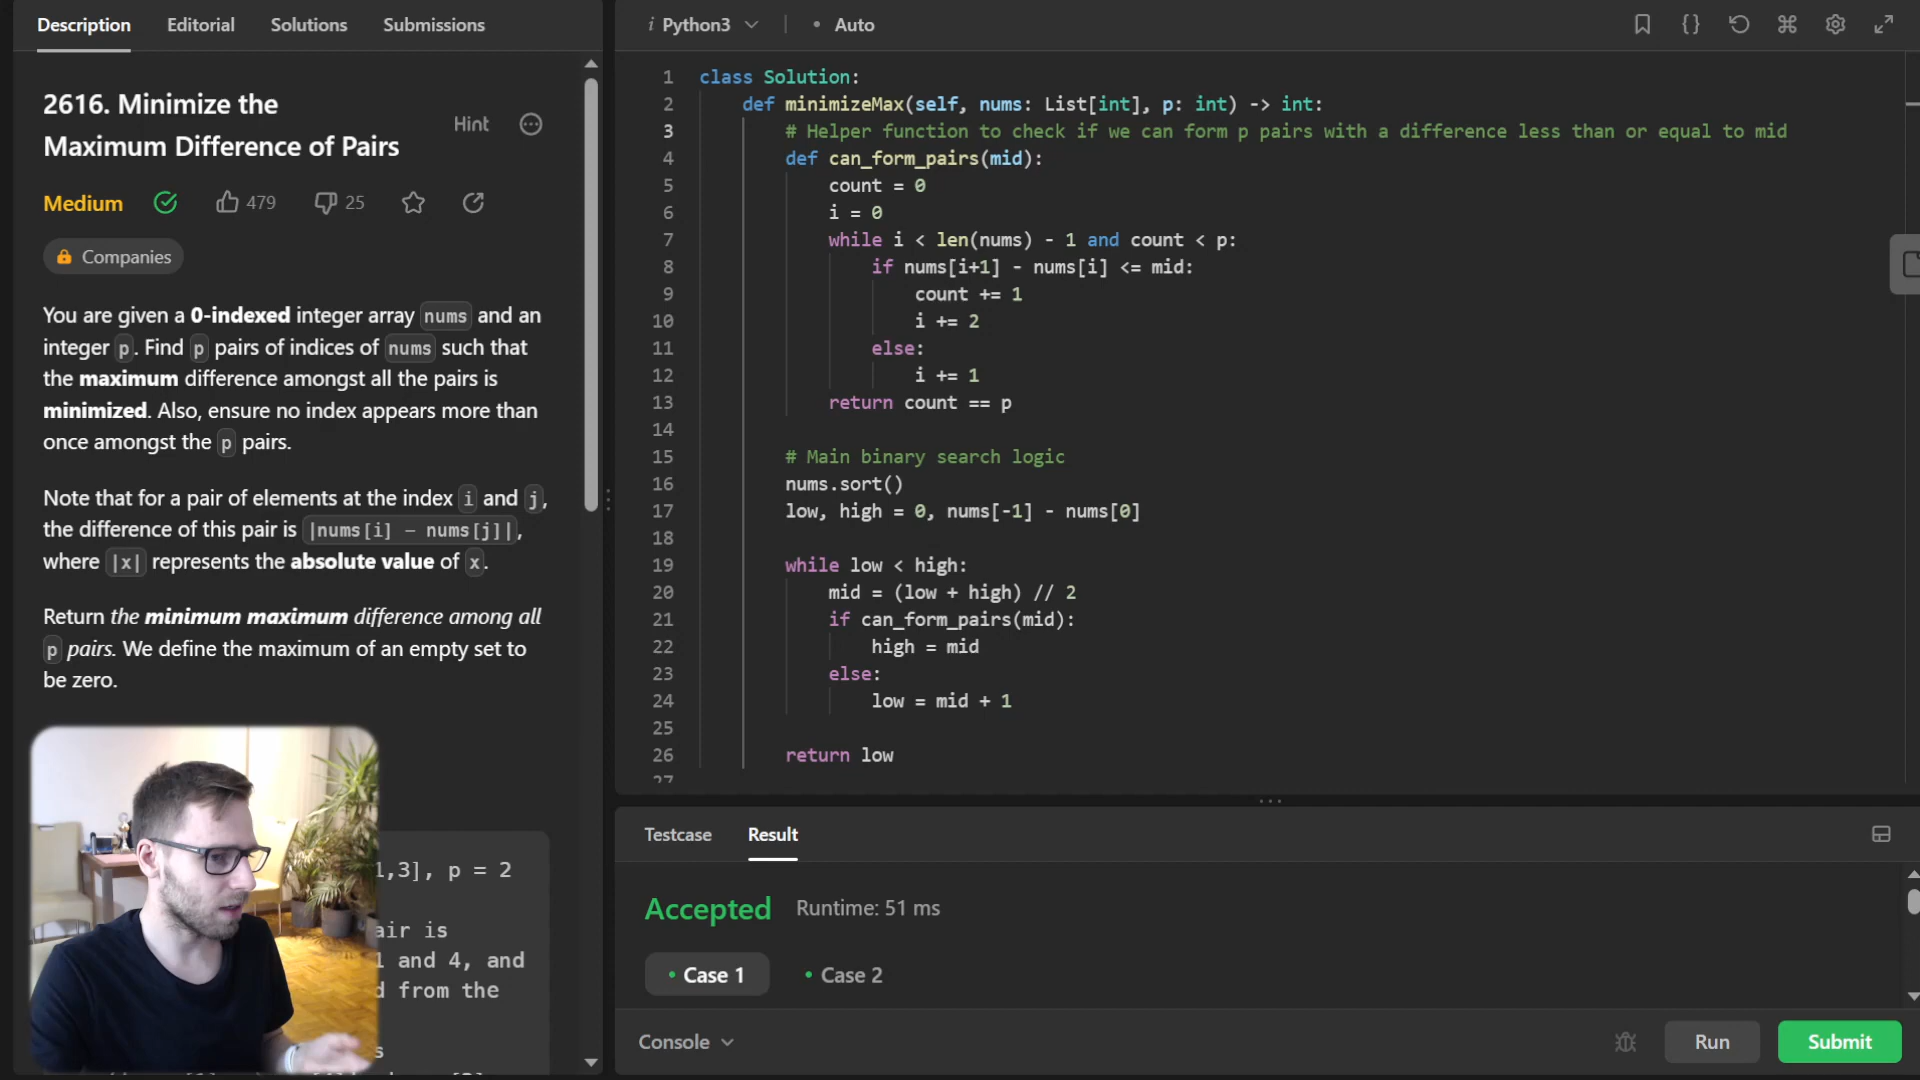 Description Editorial Solutions Submissions
2616. Minimize the
Maximum Difference of Pairs
Hint
Medium 479 25
Companies
You are given a 0-indexed integer array nums and an
integer p. Find p pairs of indices of nums such that
the maximum difference amongst all the pairs is
minimized. Also, ensure no index appears more than
once amongst the p pairs.
Note that for a pair of elements at the index i and j,
the difference of this pair is |nums[i] - nums[j]|,
where |x| represents the absolute value of x.
Return the minimum maximum difference among all
p pairs. We define the maximum of an empty set to
be zero.
1,3], p = 2
air is
1 and 4, and
d from the
s
i Python3 • Auto
1 class Solution:
2 def minimizeMax(self, nums: List[int], p: int) -> int:
3 # Helper function to check if we can form p pairs with a difference less than or equal to mid
4 def can_form_pairs(mid):
5 count = 0
6 i = 0
7 while i < len(nums) - 1 and count < p:
8 if nums[i+1] - nums[i] <= mid:
9 count += 1
10 i += 2
11 else:
12 i += 1
13 return count == p
14
15 # Main binary search logic
16 nums.sort()
17 low, high = 0, nums[-1] - nums[0]
18
19 while low < high:
20 mid = (low + high) // 2
21 if can_form_pairs(mid):
22 high = mid
23 else:
24 low = mid + 1
25
26 return low
27
Testcase Result
Accepted Runtime: 51 ms
• Case 1 • Case 2
Console Run Submit